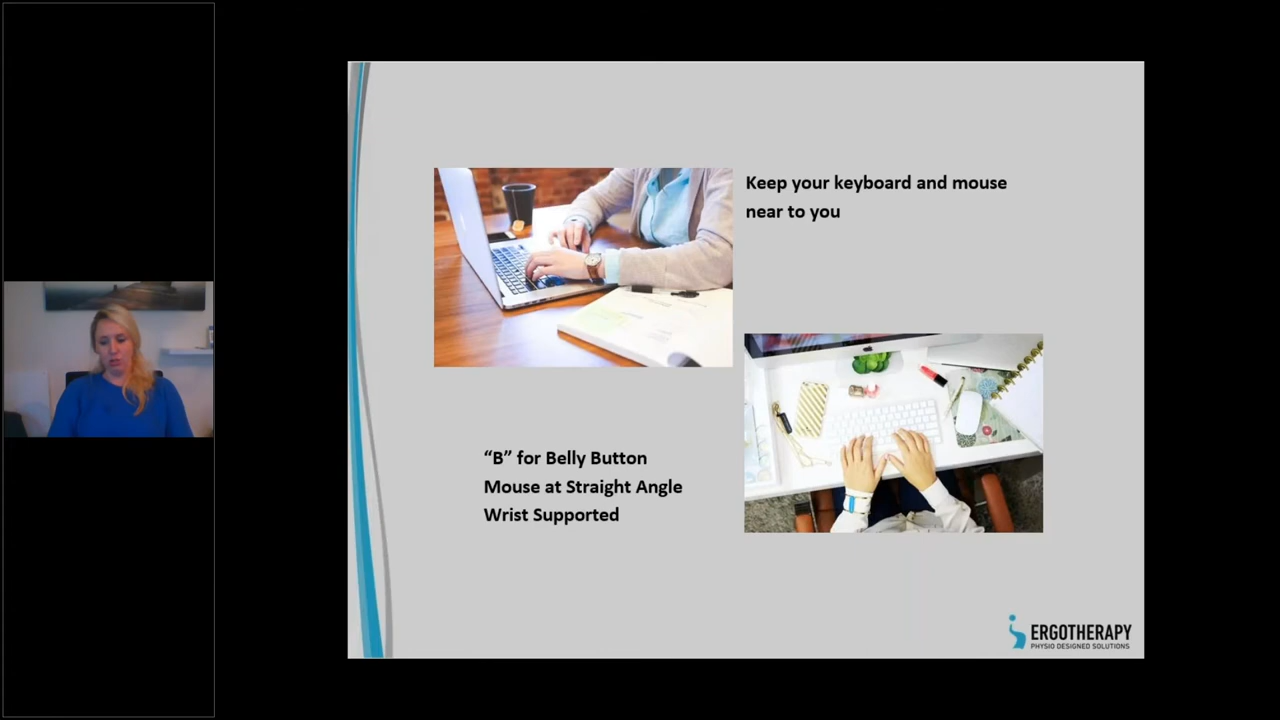 Keep your keyboard and mouse
near to you
“B” for Belly Button
Mouse at Straight Angle
Wrist Supported
ERGOTHERAPY
PHYSIO DESIGNED SOLUTIONS